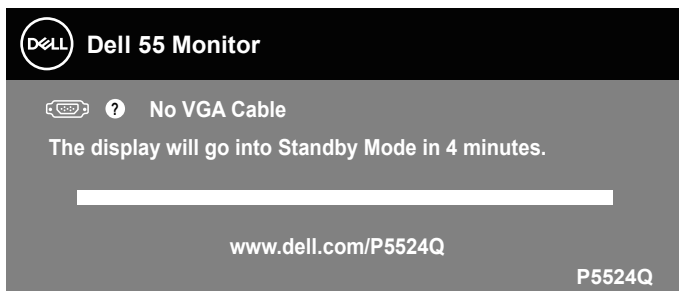 DELL Dell 55 Monitor
? No VGA Cable
The display will go into Standby Mode in 4 minutes.
www.dell.com/P5524Q
P5524Q